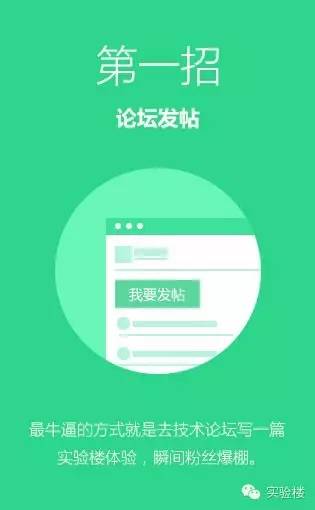 第一招
论坛发帖
我要发帖
最牛逼的方式就是去技术论坛写一篇
实验楼体验，瞬间粉丝爆棚。
实验楼